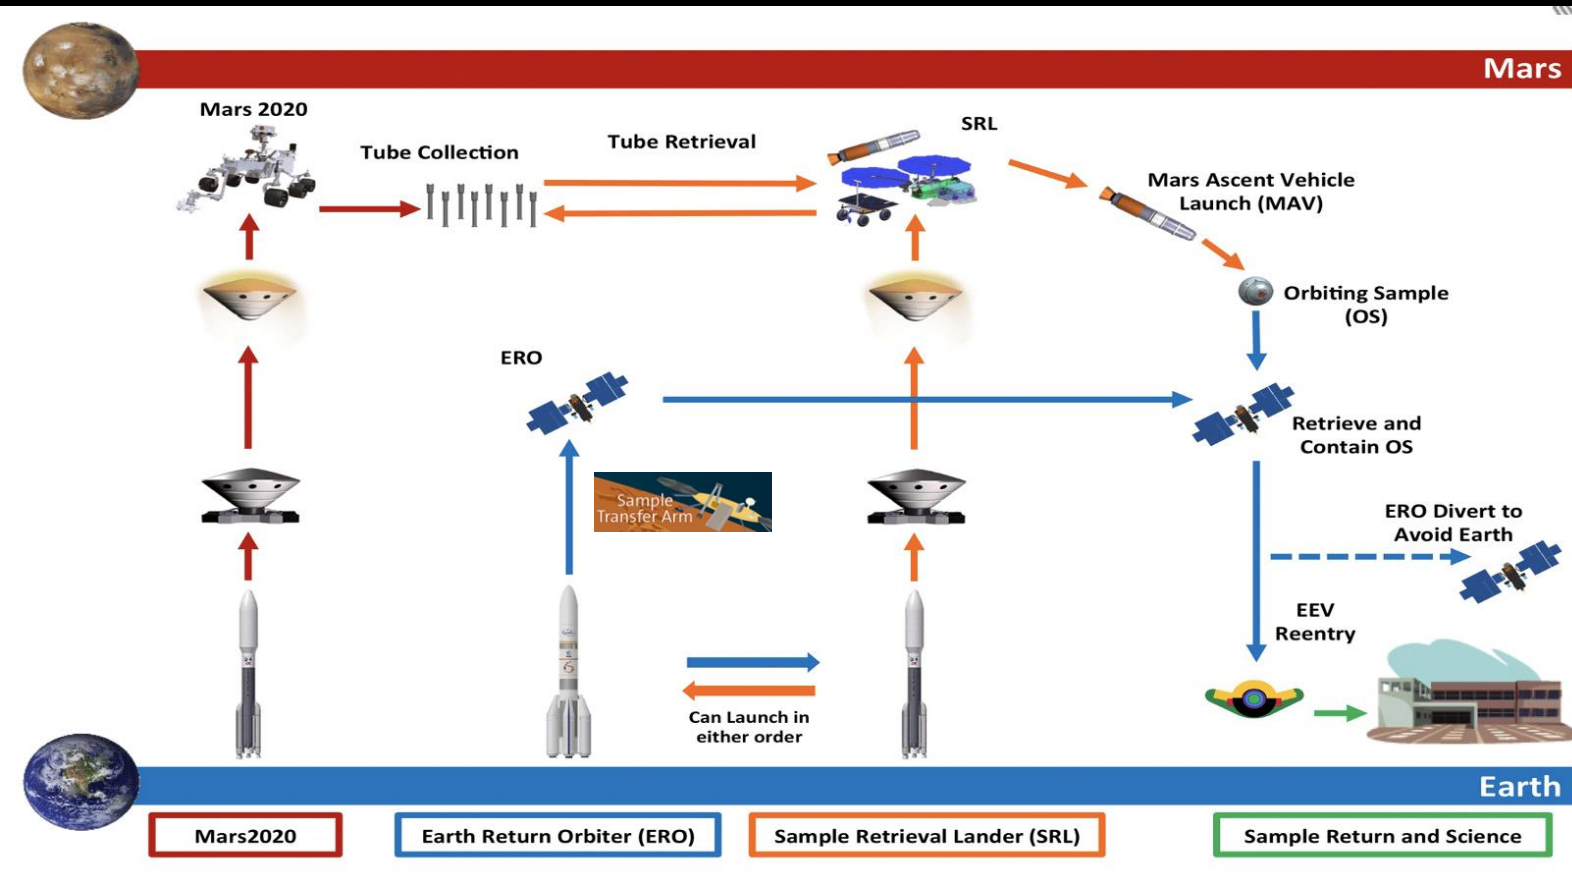 Mars
Mars 2020
Tube Collection
Tube Retrieval
SRL
Mars Ascent Vehicle
Launch (MAV)
Orbiting Sample
(OS)
ERO
Retrieve and
Contain OS
Sample
Transfer Arm
ERO Divert to
Avoid Earth
EEV
Reentry
Can Launch in
either order
Earth
Mars2020
Earth Return Orbiter (ERO)
Sample Retrieval Lander (SRL)
Sample Return and Science